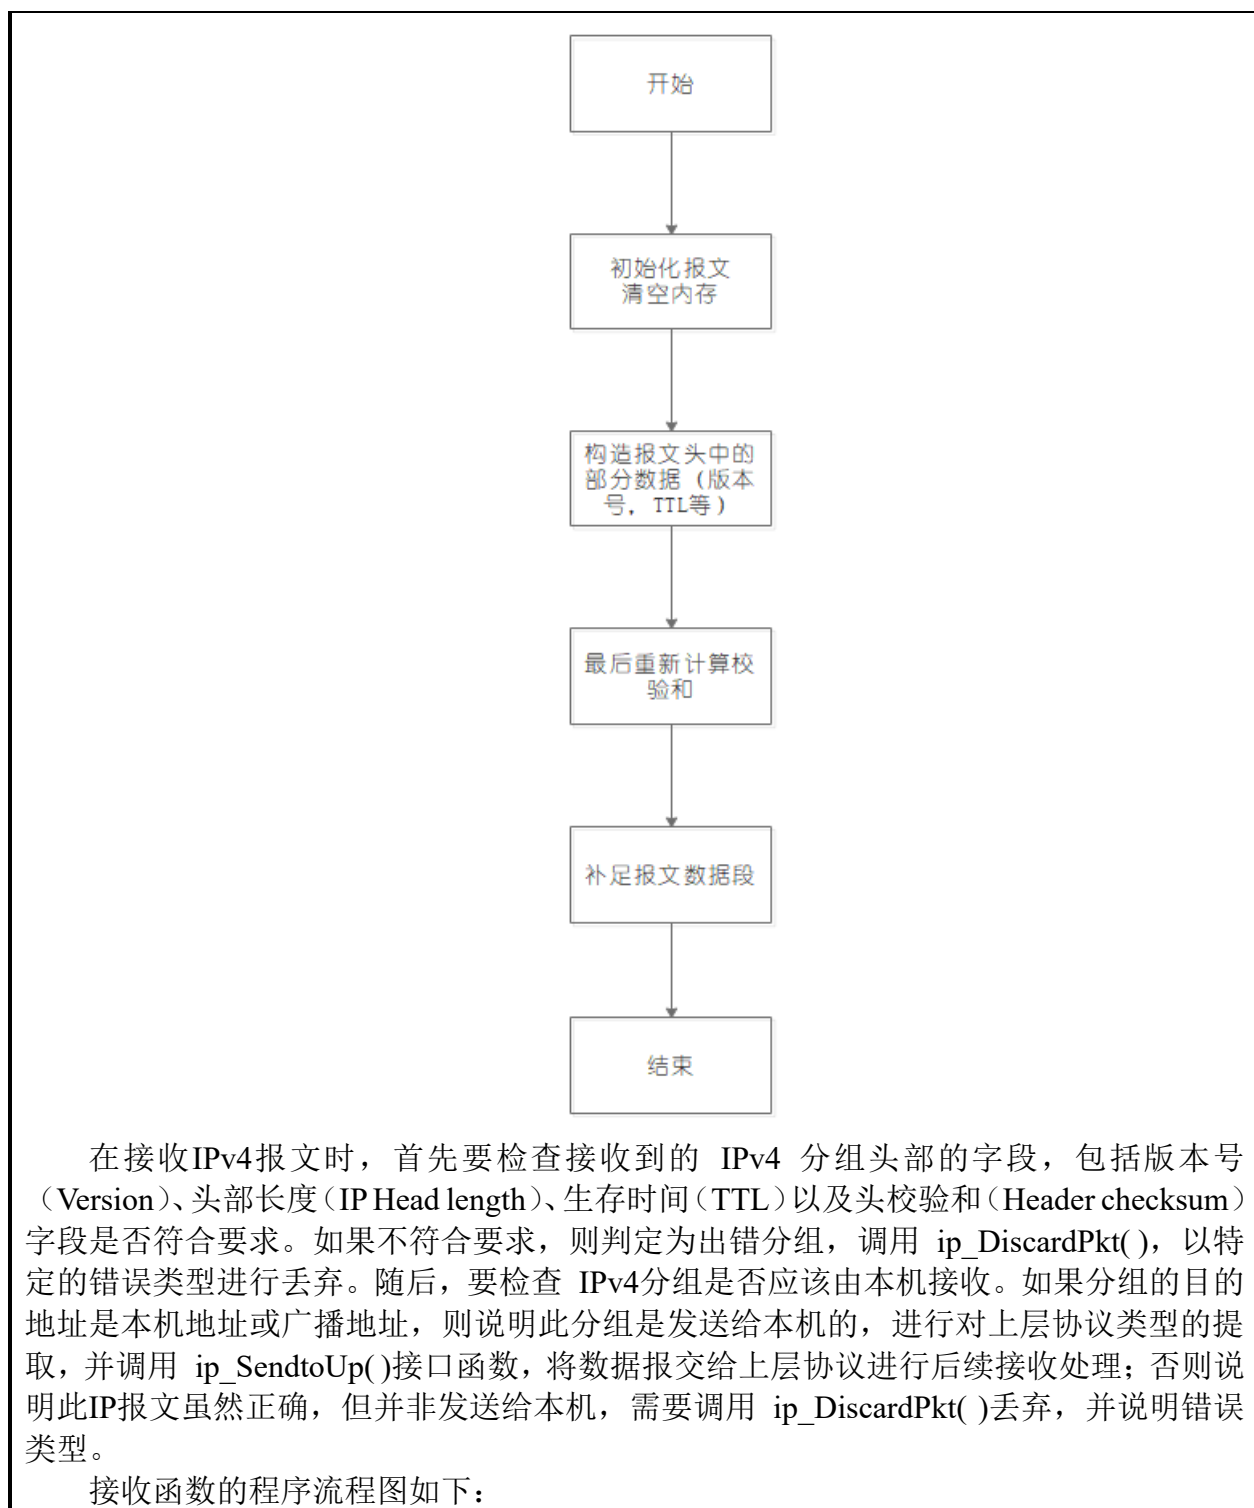 开始
初始化报文
清空内存
构造报文头中的
部分数据（版本
号，TTL等）
最后重新计算校
验和
补足报文数据段
结束
在接收IPv4报文时，首先要检查接收到的 IPv4 分组头部的字段，包括版本号
（Version）、头部长度（IP Head length）、生存时间（TTL）以及头校验和（Header checksum）
字段是否符合要求。如果不符合要求，则判定为出错分组，调用 ip_DiscardPkt( )，以特
定的错误类型进行丢弃。随后，要检查 IPv4分组是否应该由本机接收。如果分组的目的
地址是本机地址或广播地址，则说明此分组是发送给本机的，进行对上层协议类型的提
取，并调用 ip_SendtoUp( )接口函数，将数据报交给上层协议进行后续接收处理；否则说
明此IP报文虽然正确，但并非发送给本机，需要调用 ip_DiscardPkt( )丢弃，并说明错误
类型。
接收函数的程序流程图如下：